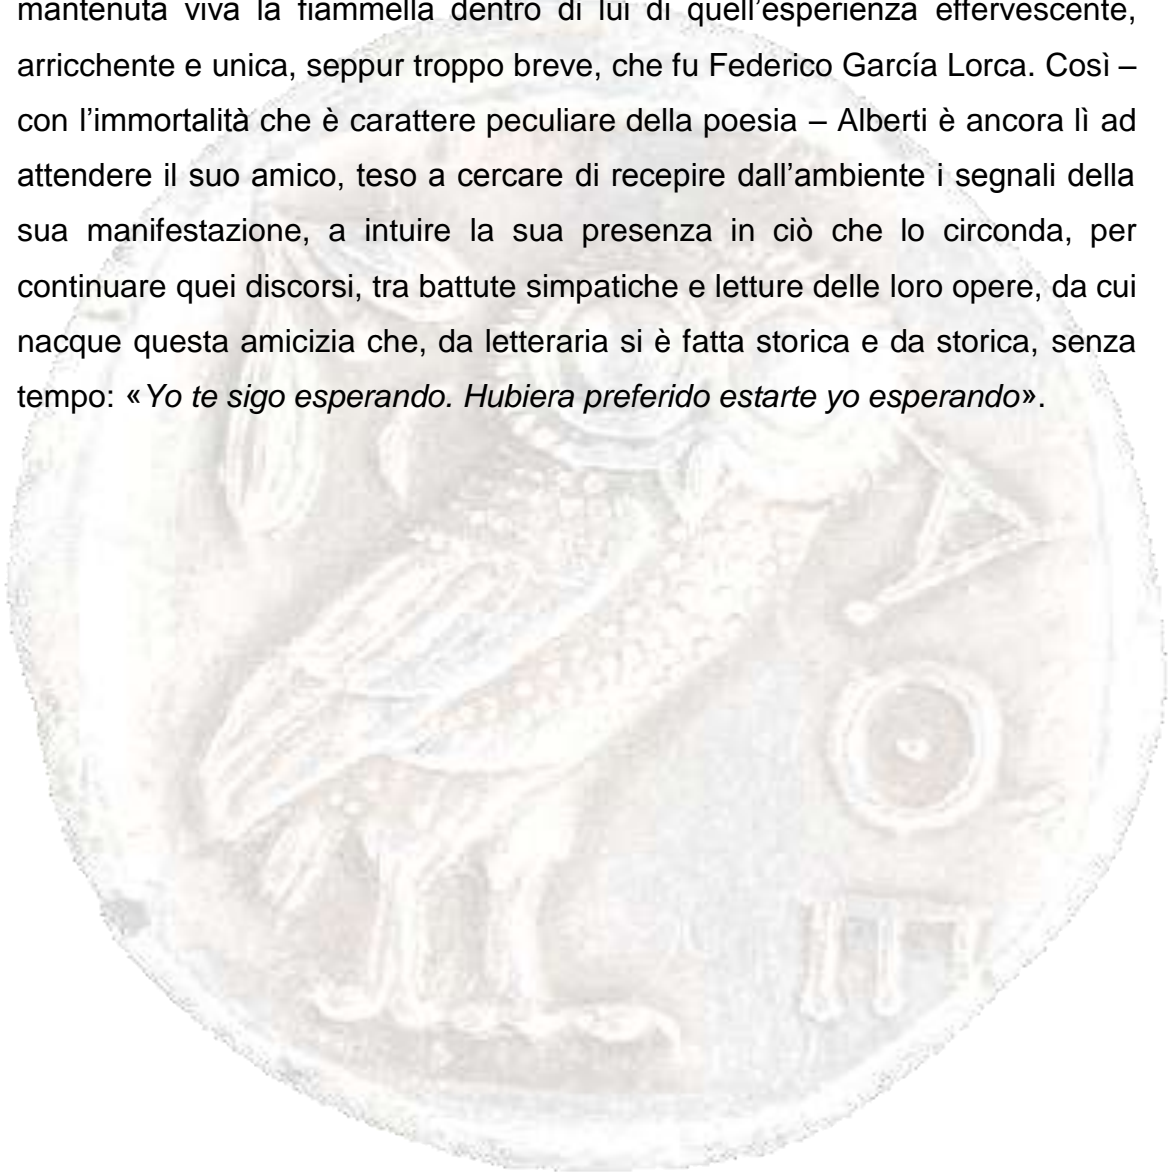 mantenuta viva la fiammella dentro di lui di quell’esperienza effervescente,
arricchente e unica, seppur troppo breve, che fu Federico García Lorca. Così –
con l’immortalità che è carattere peculiare della poesia – Alberti è ancora lì ad
attendere il suo amico, teso a cercare di recepire dall’ambiente i segnali della
sua manifestazione, a intuire la sua presenza in ciò che lo circonda, per
continuare quei discorsi, tra battute simpatiche e letture delle loro opere, da cui
nacque questa amicizia che, da letteraria si è fatta storica e da storica, senza
tempo: «Yo te sigo esperando. Hubiera preferido estarte yo esperando».